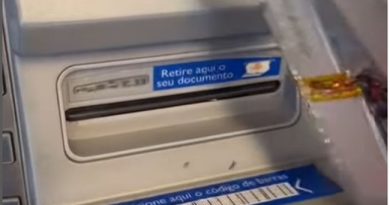 Retire aqui o
seu documento
aqui o código de barras